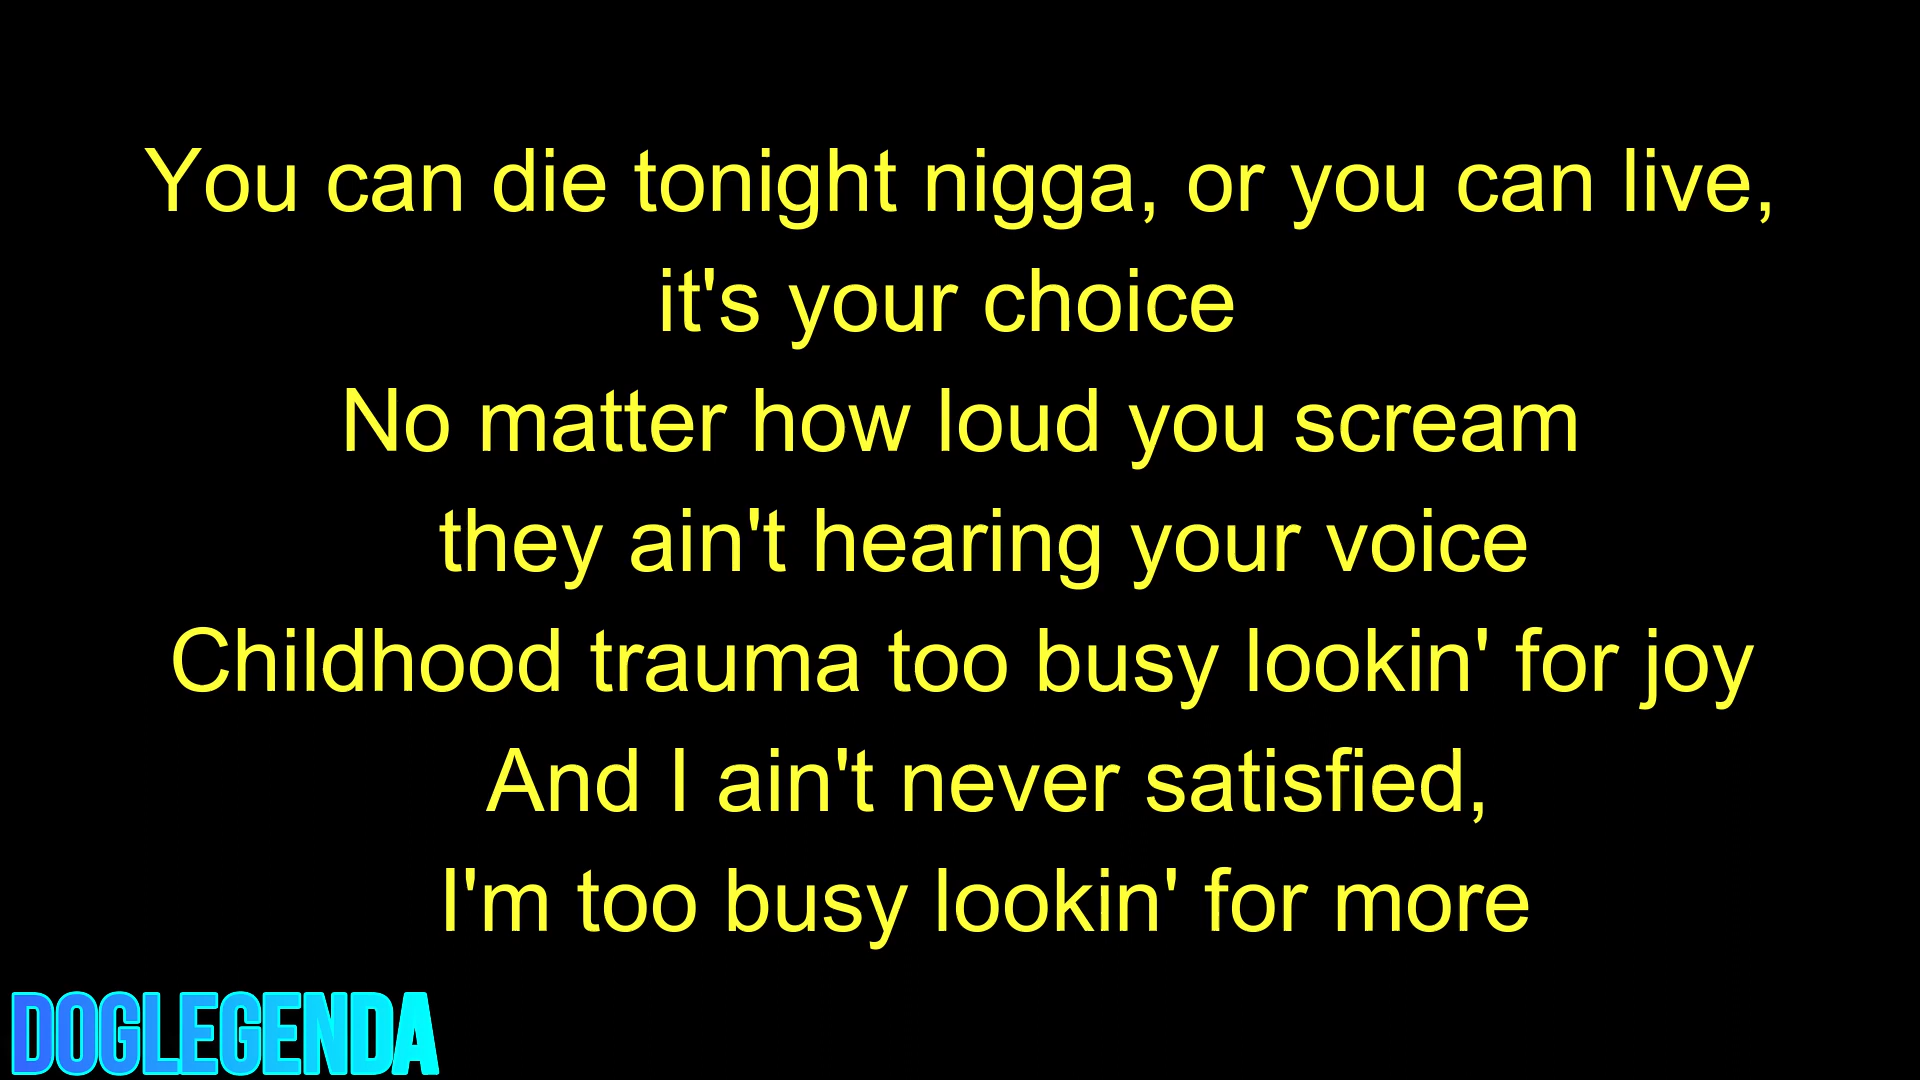 You can die tonight nigga, or you can live,
it's your choice
No matter how loud you scream
they ain't hearing your voice
Childhood trauma too busy lookin' for joy
And I ain't never satisfied,
I'm too busy lookin' for more
DOGLEGENDA